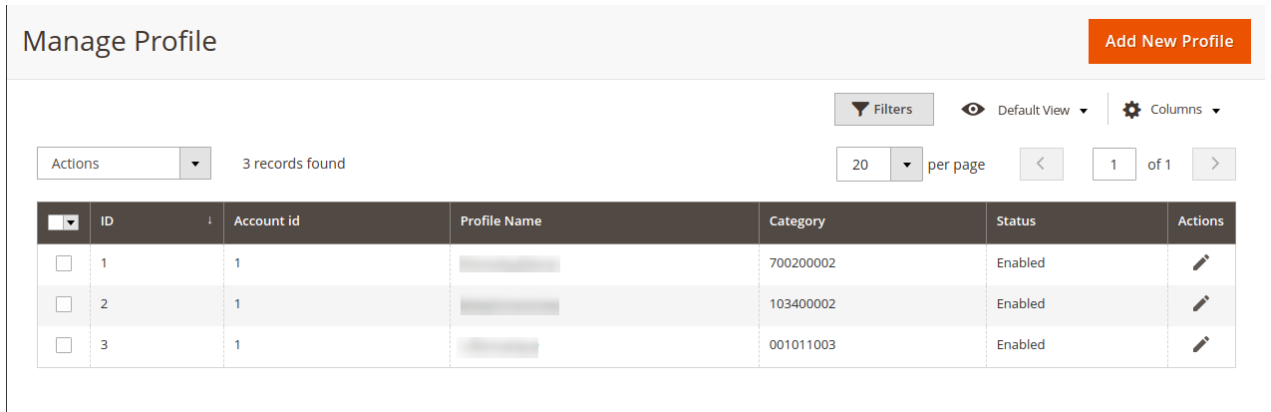 Manage Profile
Add New Profile
Filters
Default View
Columns
Actions
3 records found
20
per page
1
of 1
ID ↓ Account id Profile Name Category Status Actions
1 1 700200002 Enabled
2 1 103400002 Enabled
3 1 001011003 Enabled